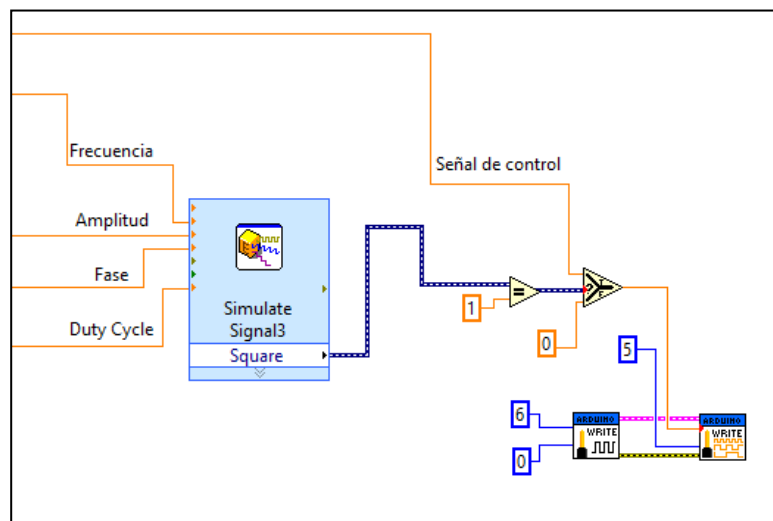 Frecuencia
Señal de control
Amplitud
Fase
Simulate
Signal3
Duty Cycle
Square
1
=
?
T
F
0
5
6
0
ARDUINO
WRITE
ARDUINO
WRITE